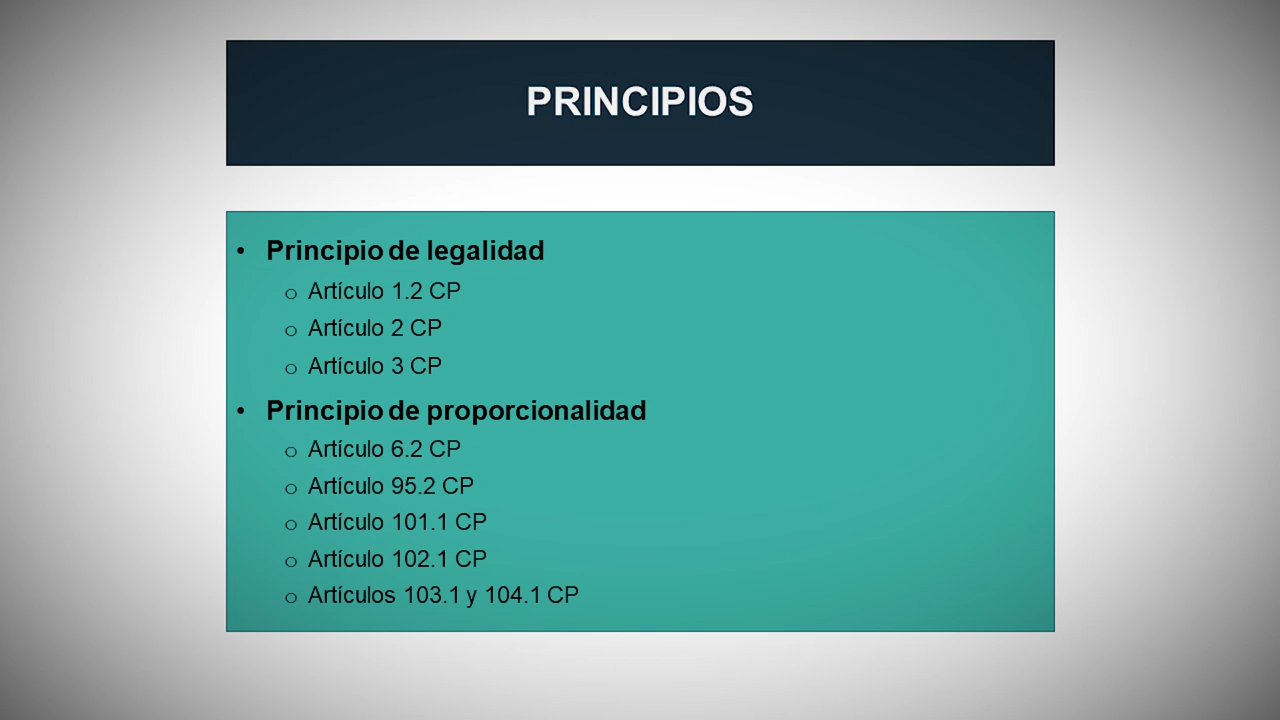 PRINCIPIOS
• Principio de legalidad
o Artículo 1.2 CP
o Artículo 2 CP
o Artículo 3 CP
• Principio de proporcionalidad
o Artículo 6.2 CP
o Artículo 95.2 CP
o Artículo 101.1 CP
o Artículo 102.1 CP
o Artículos 103.1 y 104.1 CP